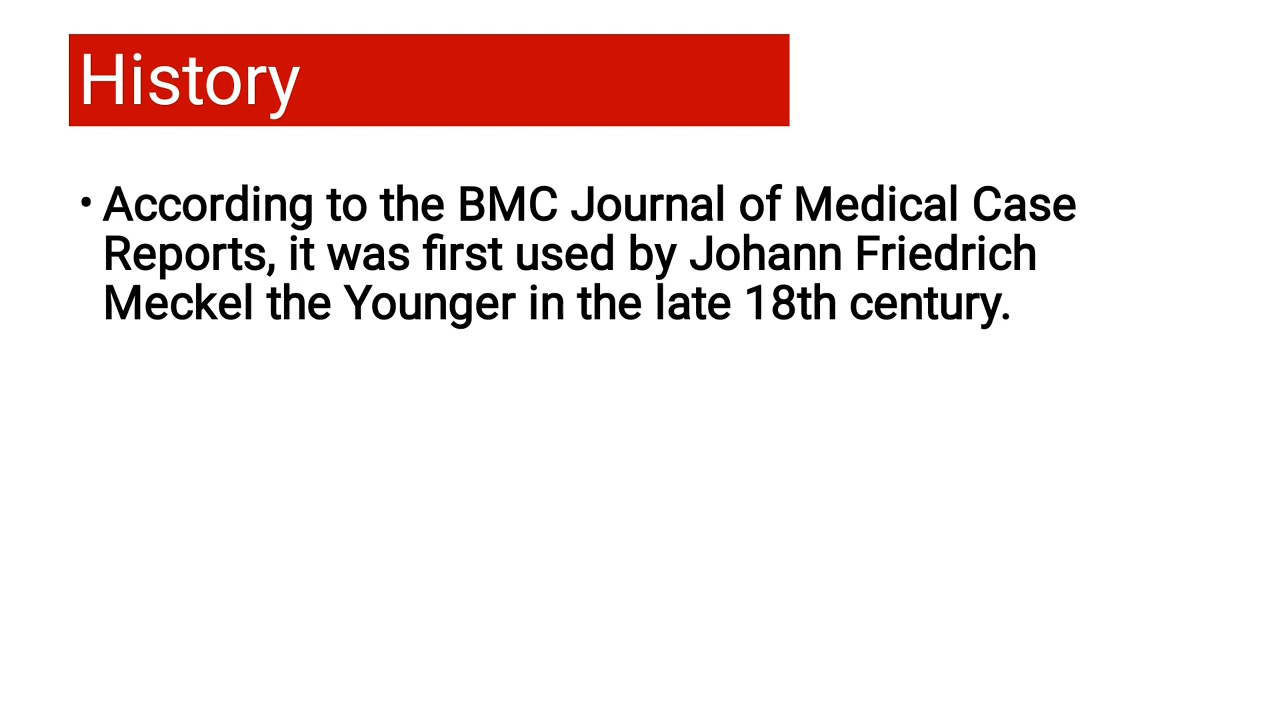 History
• According to the BMC Journal of Medical Case
Reports, it was first used by Johann Friedrich
Meckel the Younger in the late 18th century.